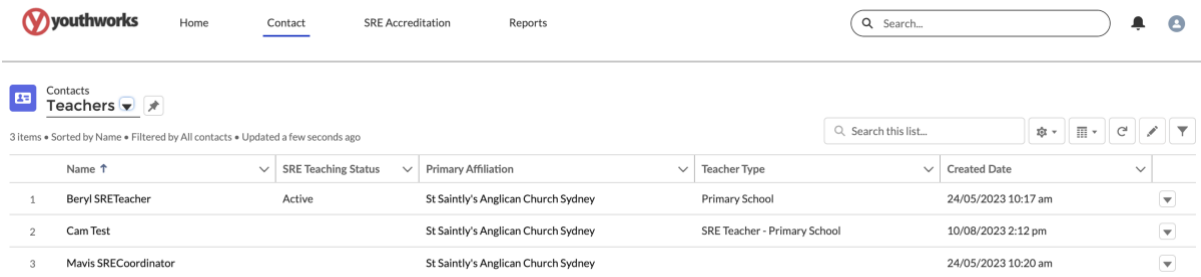 youthworks Home Contact SRE Accreditation Reports Search...
Contacts
Teachers
3 items • Sorted by Name • Filtered by All contacts • Updated a few seconds ago Search this list...
Name ↑ SRE Teaching Status Primary Affiliation Teacher Type Created Date
1 Beryl SRETeacher Active St Saintly's Anglican Church Sydney Primary School 24/05/2023 10:17 am
2 Cam Test St Saintly's Anglican Church Sydney SRE Teacher - Primary School 10/08/2023 2:12 pm
3 Mavis SRECoordinator St Saintly's Anglican Church Sydney 24/05/2023 10:20 am